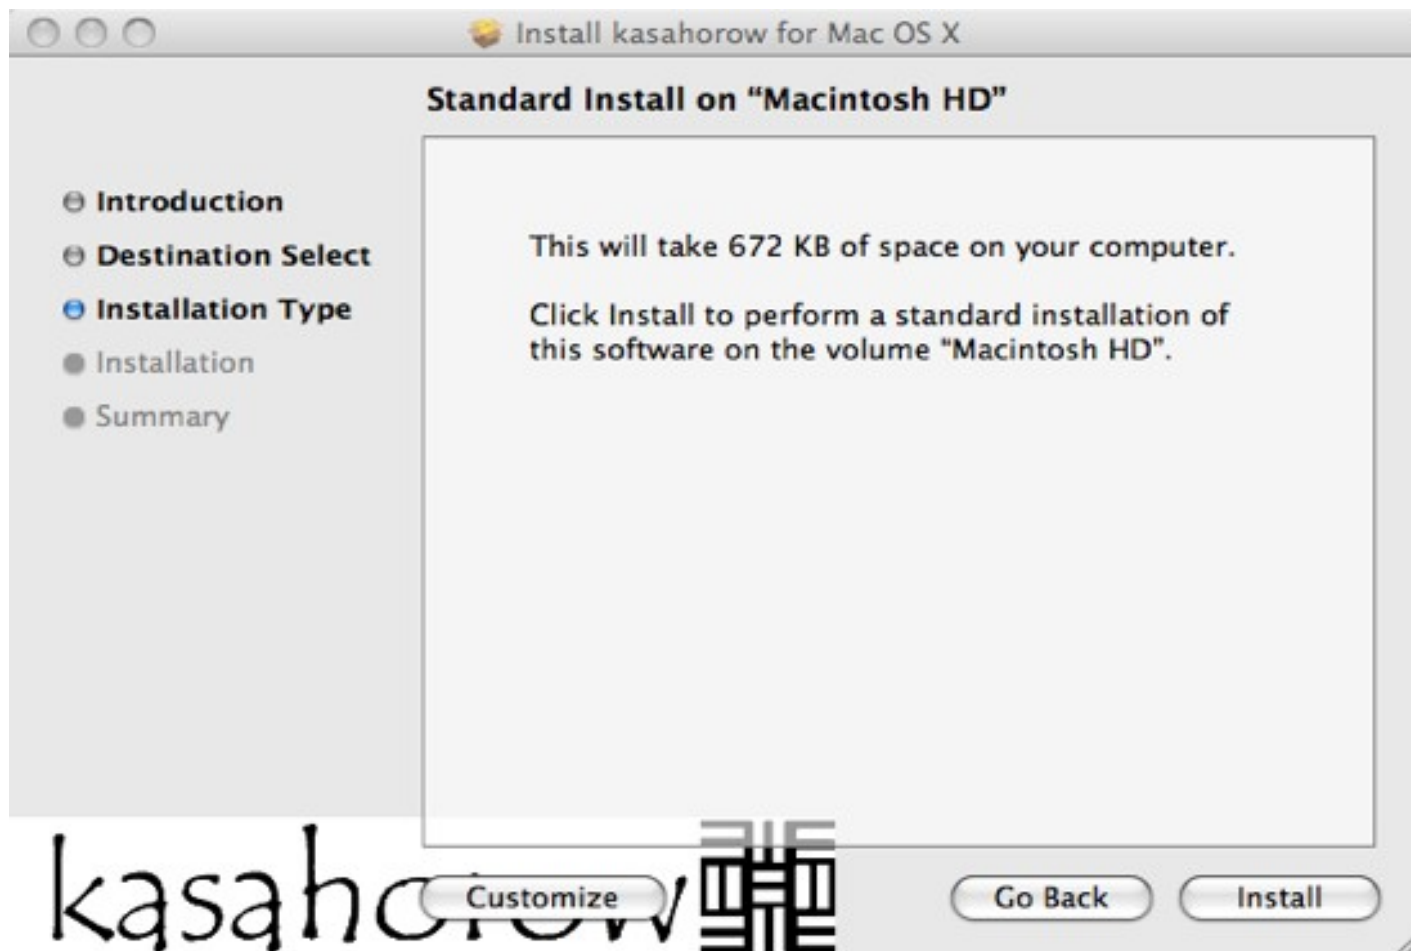 Install kasahorow for Mac OS X
Standard Install on “Macintosh HD”
Introduction
Destination Select
Installation Type
Installation
Summary
This will take 672 KB of space on your computer.
Click Install to perform a standard installation of
this software on the volume “Macintosh HD”.
kasahorow
Customize
Go Back
Install